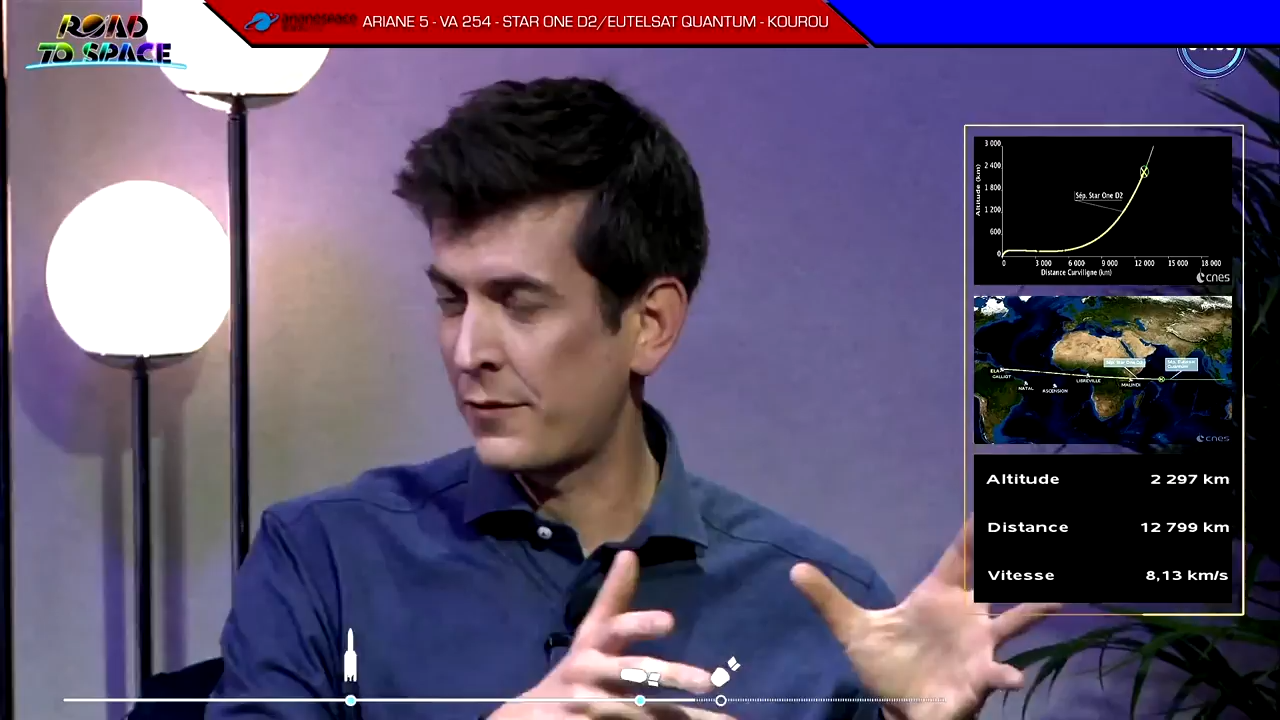 ROAD
TO SPACE
arianespace
ARIANE 5 - VA 254 - STAR ONE D2/EUTELSAT QUANTUM - KOUROU
3 000
2 400
1 800
1 200
600
0
Altitude (km)
Sép. Star One D2
0 3 000 6 000 9 000 12 000 15 000 18 000
Distance Curviligne (km)
cnes
GALLIOT
NATAL
ASCENSION
LIBREVILLE
MALINDI
cnes
Altitude 2 297 km
Distance 12 799 km
Vitesse 8,13 km/s